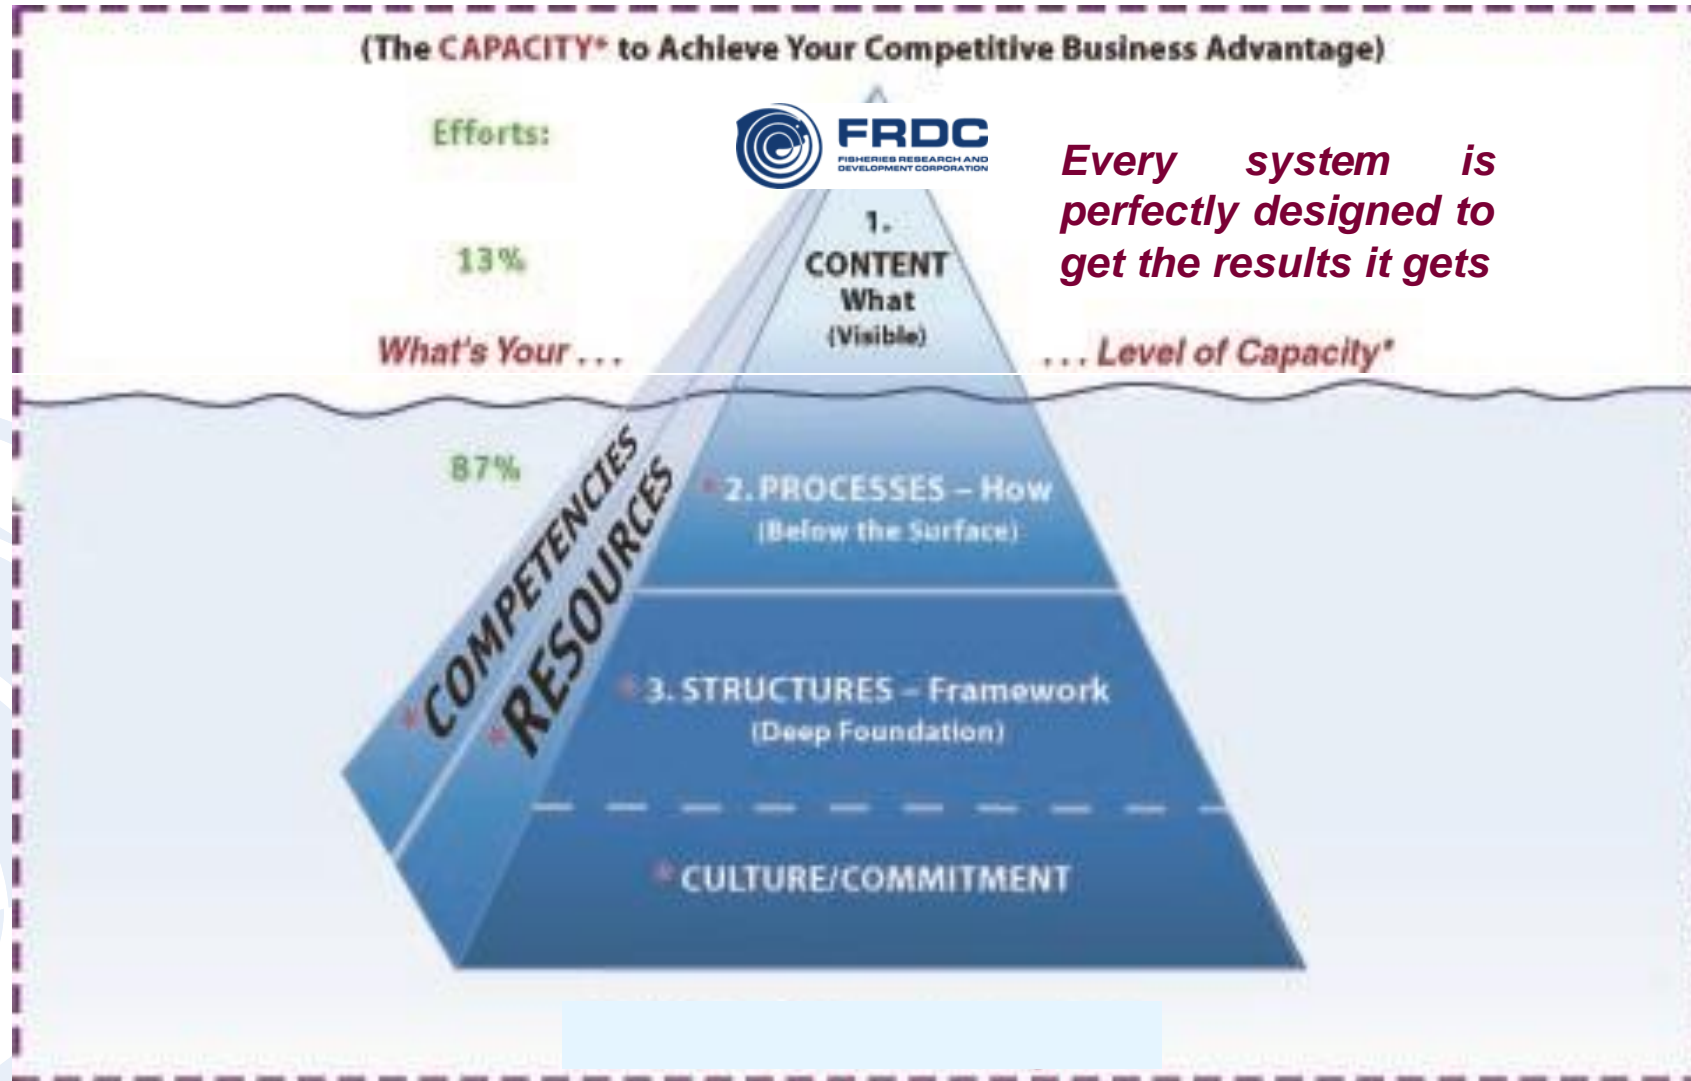 (The CAPACITY* to Achieve Your Competitive Business Advantage)
Efforts:
FRDC
FISHERIES RESEARCH AND
DEVELOPMENT CORPORATION
Every system is
perfectly designed to
get the results it gets
1.
CONTENT
What
(Visible)
13%
What's Your . . .
. . . Level of Capacity*
87%
*COMPETENCIES
*RESOURCES
* 2. PROCESSES – How
(Below the Surface)
* 3. STRUCTURES – Framework
(Deep Foundation)
* CULTURE/COMMITMENT